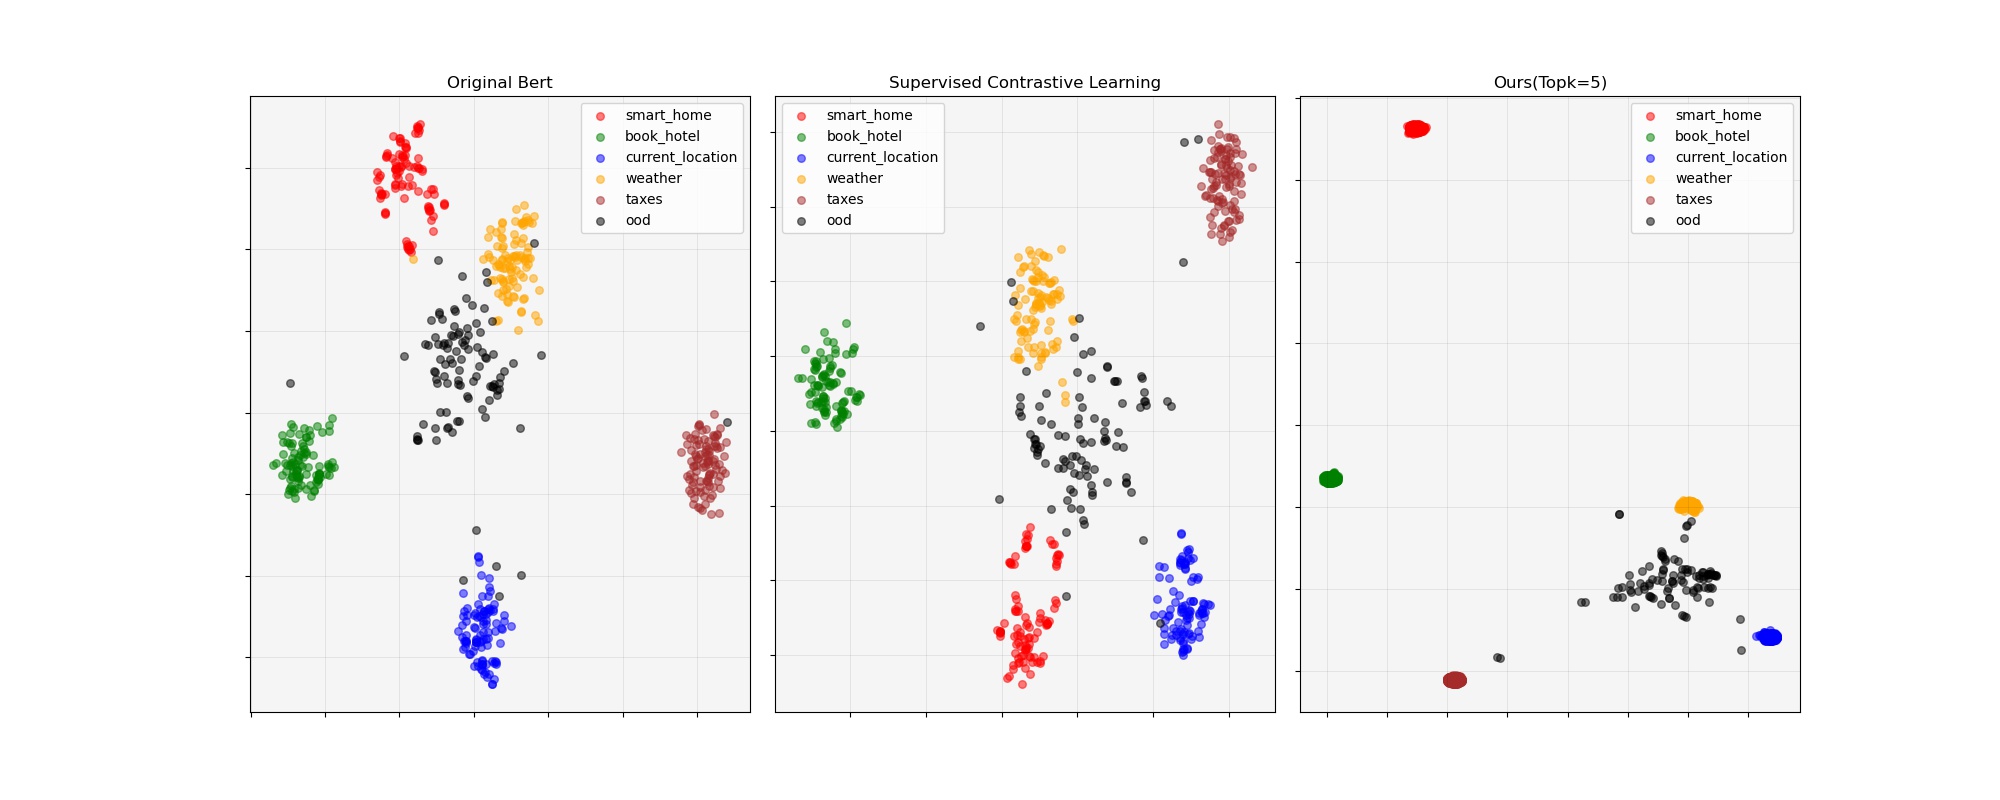 Original Bert
smart_home
book_hotel
current_location
weather
taxes
ood
Supervised Contrastive Learning
smart_home
book_hotel
current_location
weather
taxes
ood
Ours(Topk=5)
smart_home
book_hotel
current_location
weather
taxes
ood